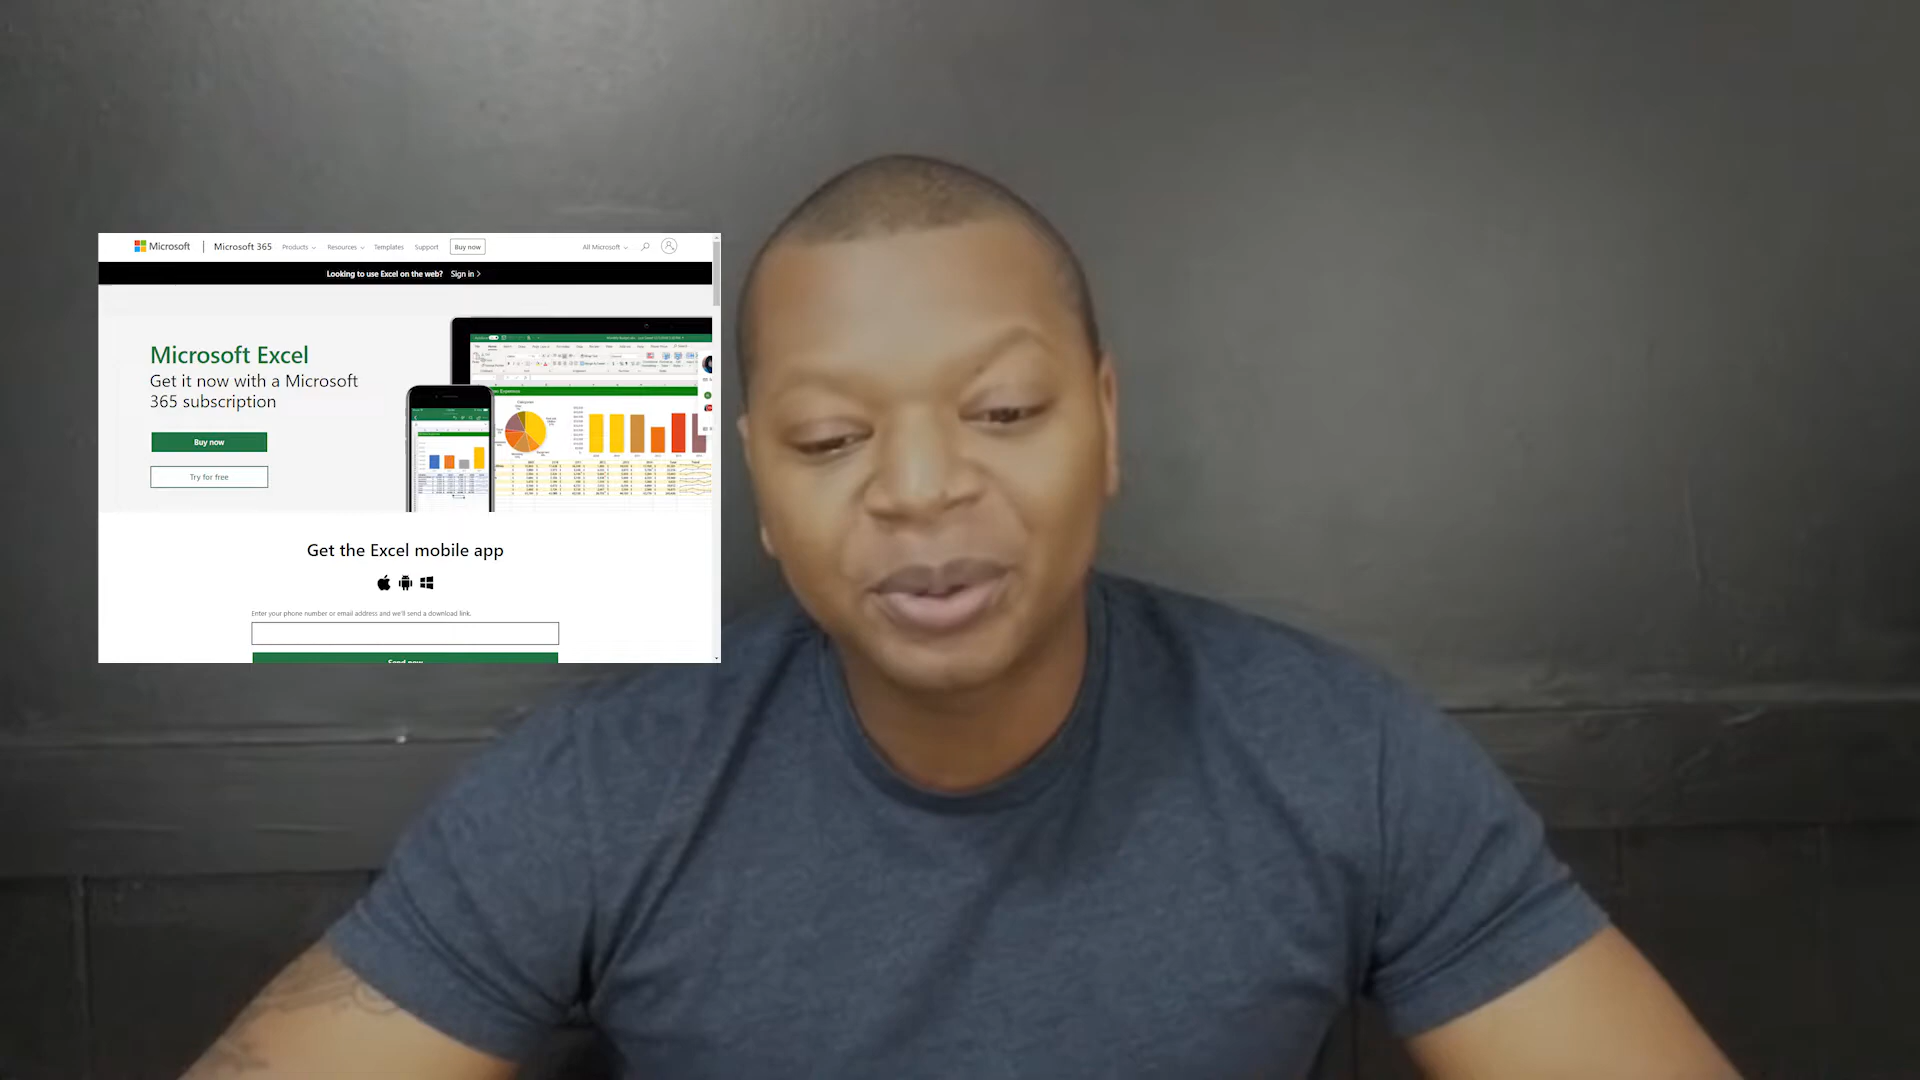 Microsoft | Microsoft 365 Products Resources Templates Support Buy now All Microsoft
Looking to use Excel on the web? Sign in >
Microsoft Excel
Get it now with a Microsoft
365 subscription
Buy now
Try for free
Get the Excel mobile app
Enter your phone number or email address and we'll send a download link.
Send now